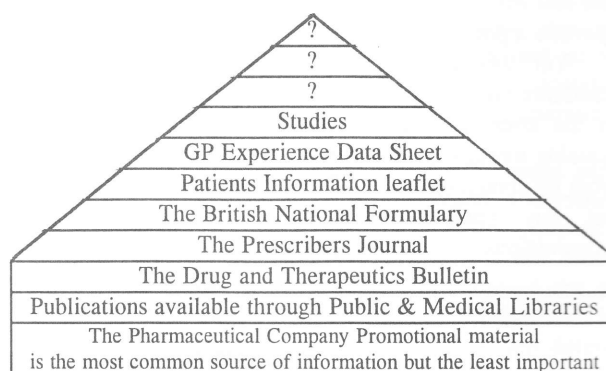 ?
?
?
Studies
GP Experience Data Sheet
Patients Information leaflet
The British National Formulary
The Prescribers Journal
The Drug and Therapeutics Bulletin
Publications available through Public & Medical Libraries
The Pharmaceutical Company Promotional material
is the most common source of information but the least important